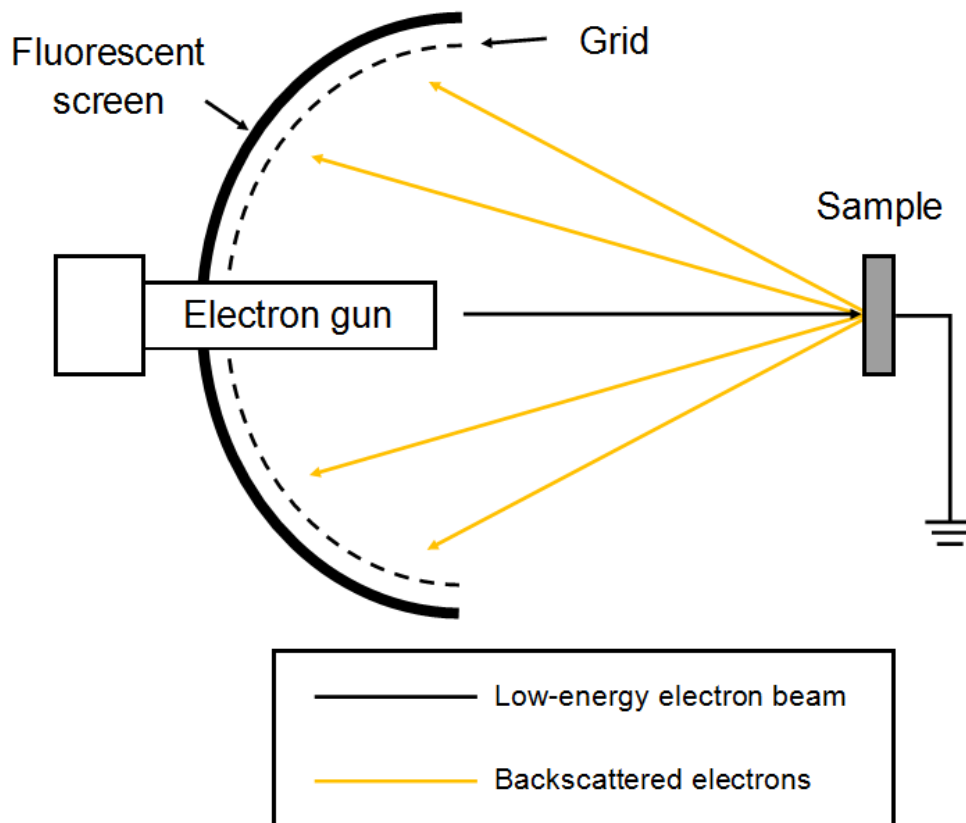 Fluorescent
screen
Grid
Sample
Electron gun
Low-energy electron beam
Backscattered electrons